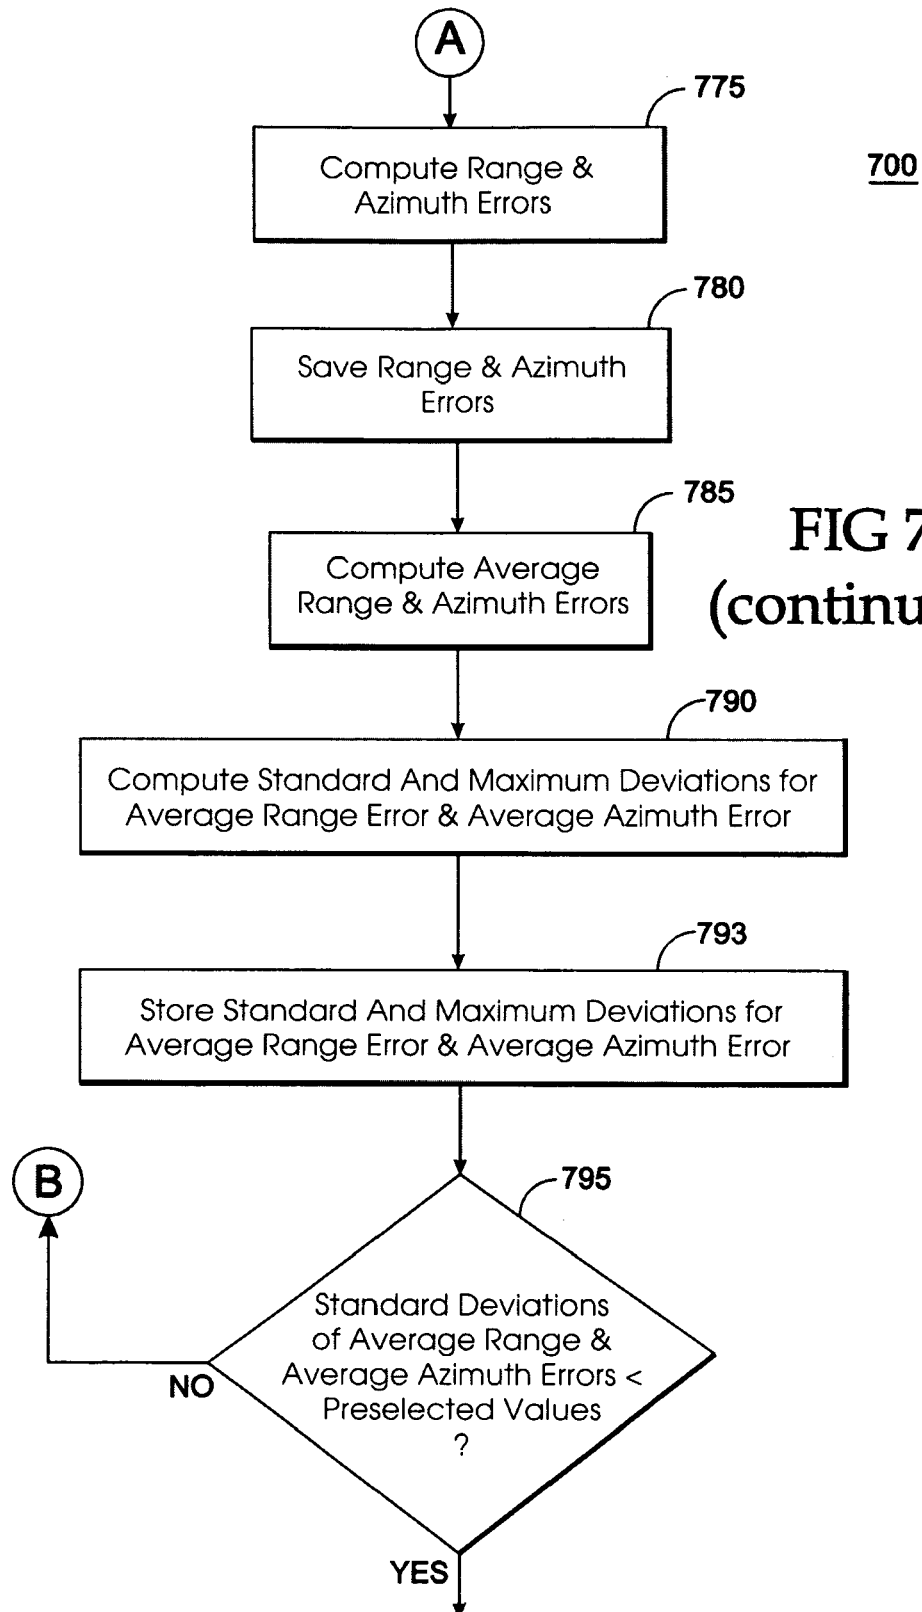 A
775
Compute Range &
Azimuth Errors
700
780
Save Range & Azimuth
Errors
785
Compute Average
Range & Azimuth Errors
FIG 7
(continu
790
Compute Standard And Maximum Deviations for
Average Range Error & Average Azimuth Error
793
Store Standard And Maximum Deviations for
Average Range Error & Average Azimuth Error
B
795
Standard Deviations
of Average Range &
Average Azimuth Errors <
Preselected Values
?
NO
YES